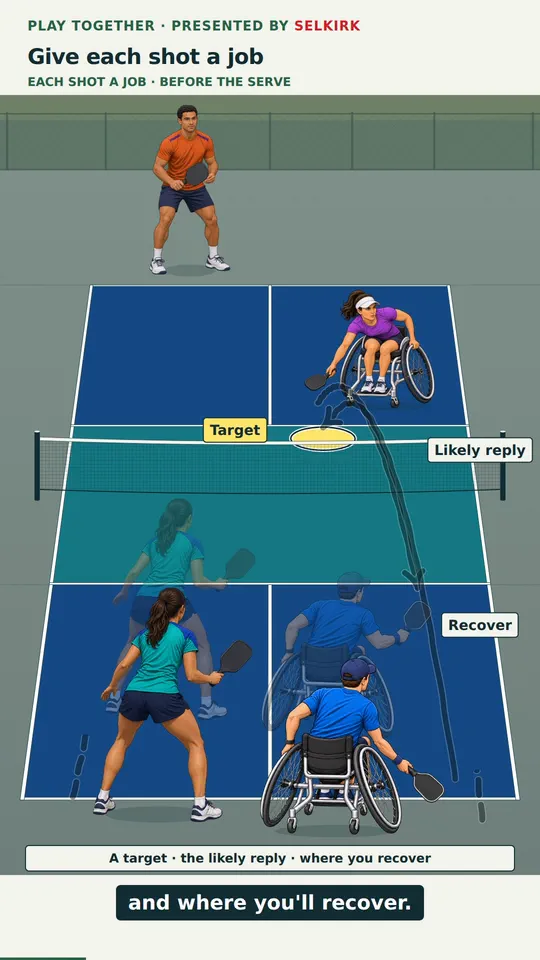 PLAY TOGETHER · PRESENTED BY SELKIRK
Give each shot a job
EACH SHOT A JOB · BEFORE THE SERVE
Target
Likely reply
Recover
A target · the likely reply · where you recover
and where you'll recover.